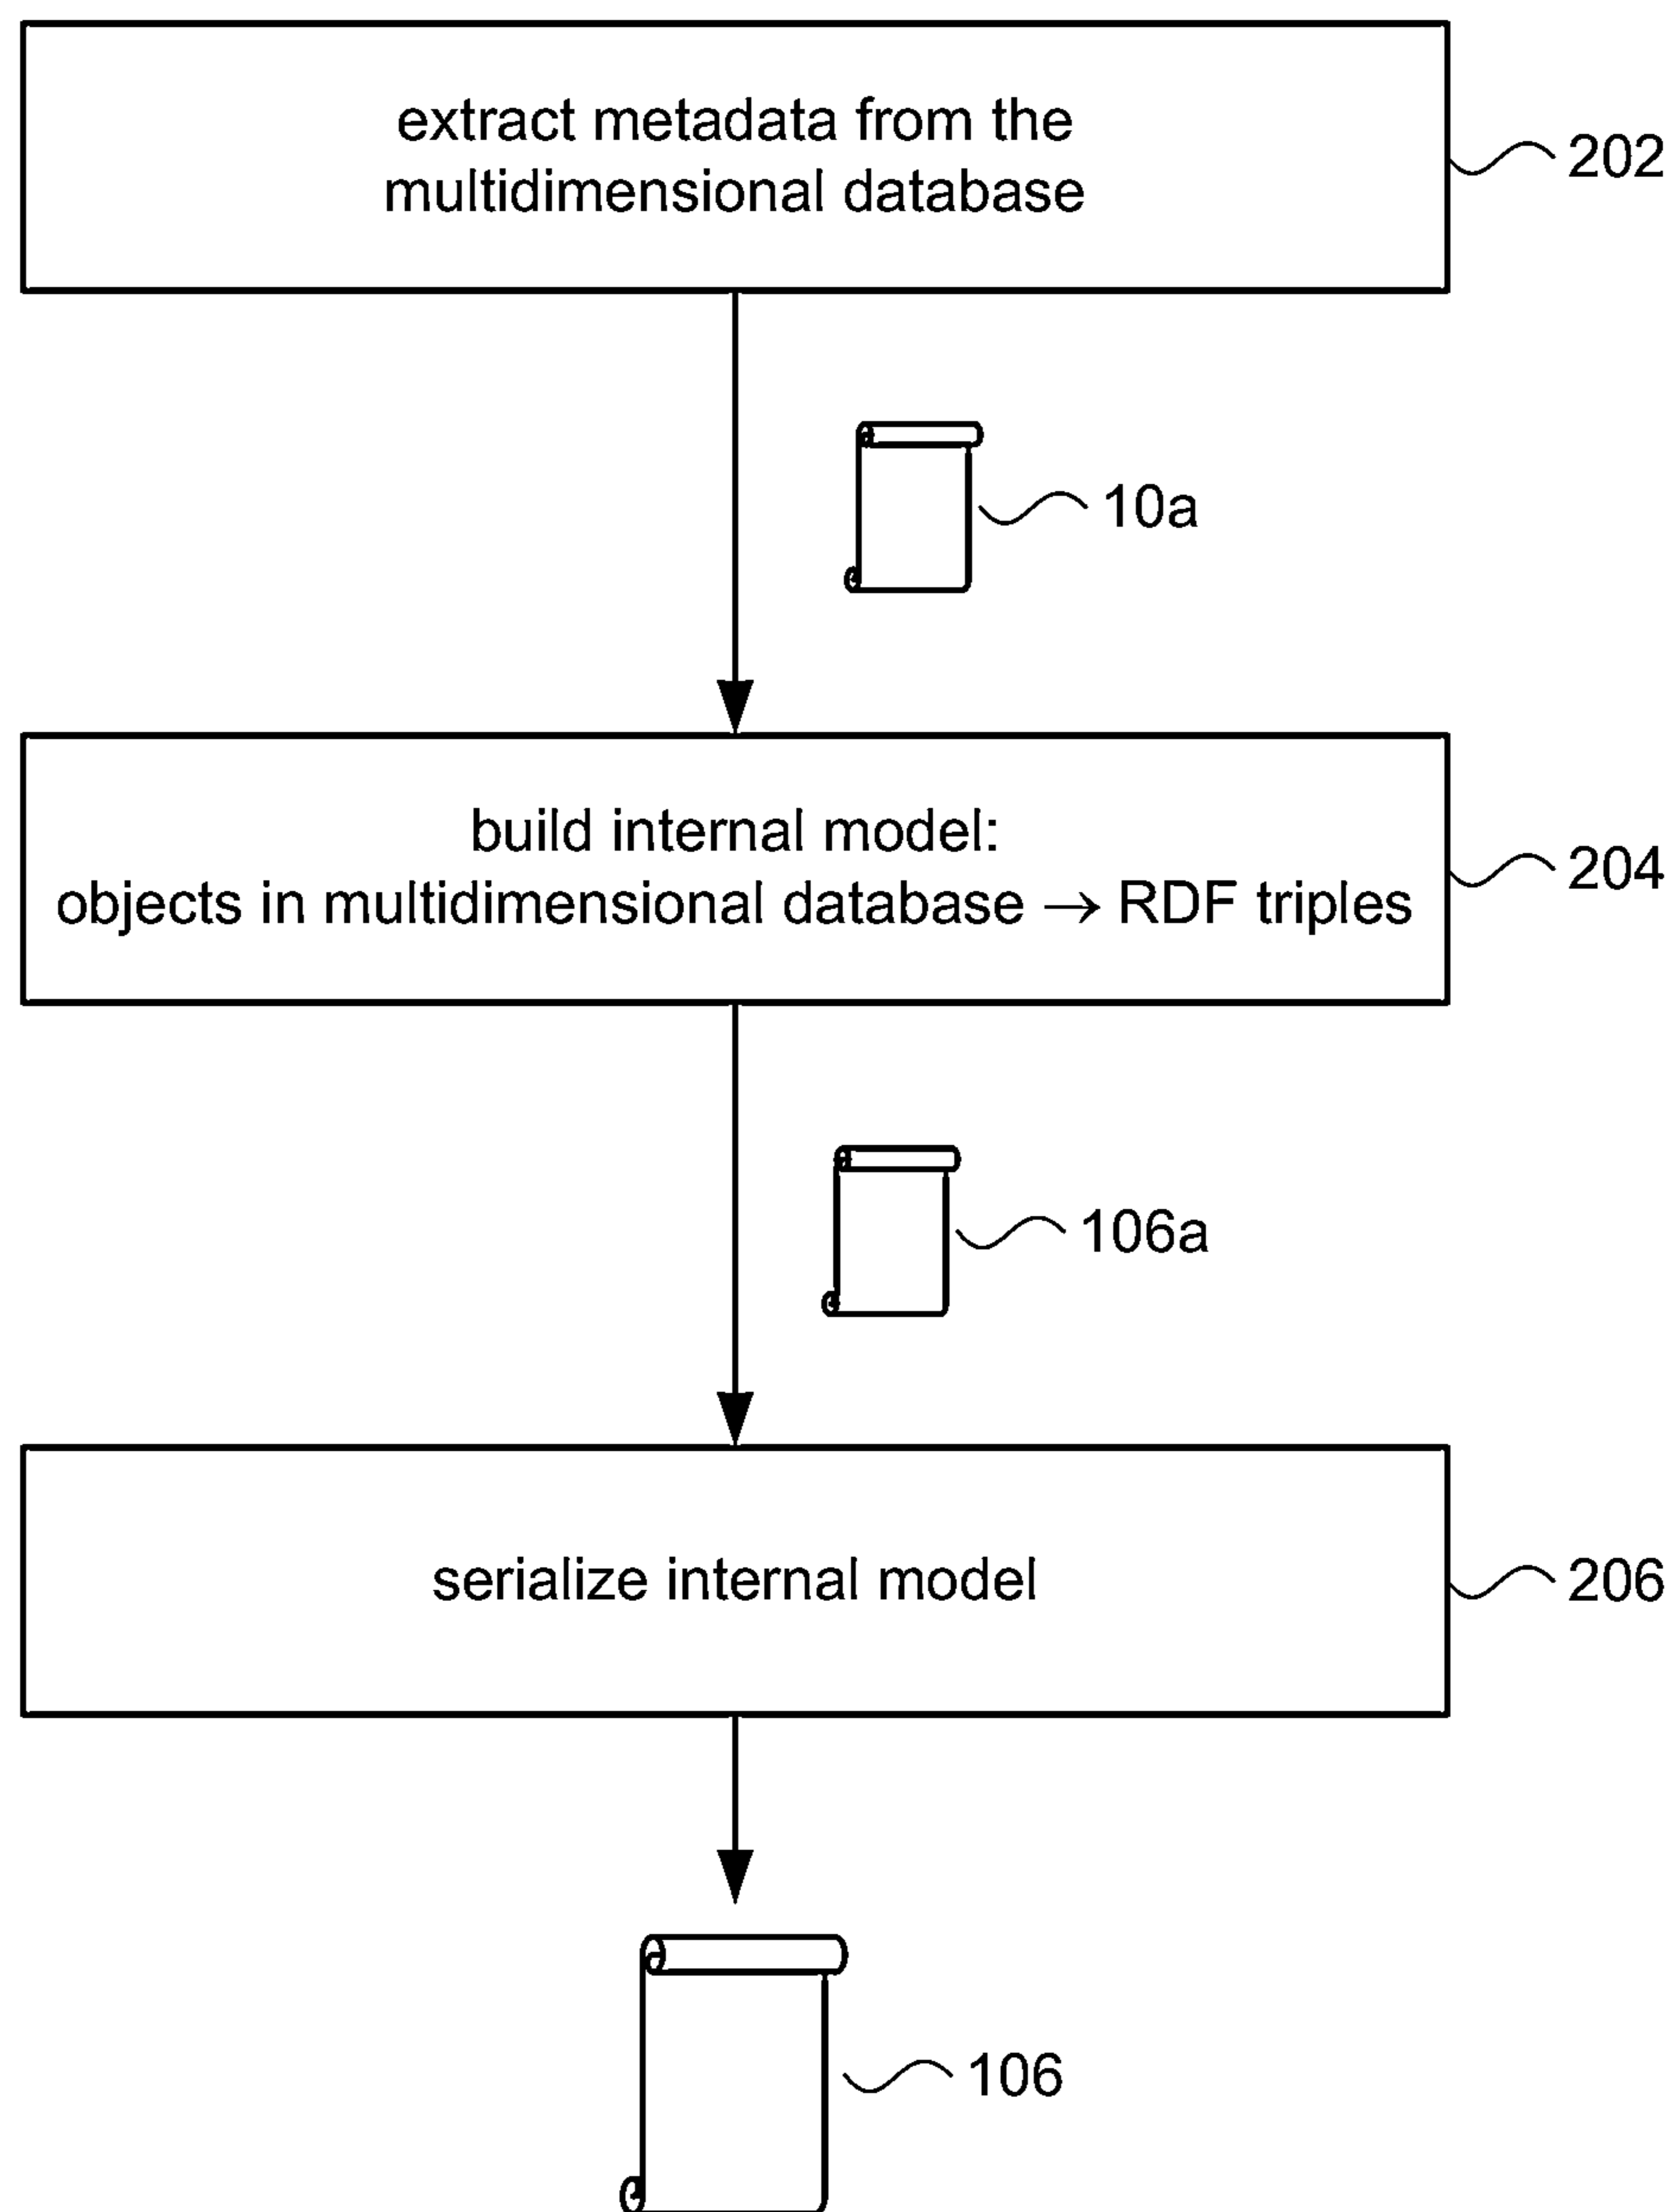 extract metadata from the
multidimensional database
202
10a
build internal model:
objects in multidimensional database → RDF triples
204
106a
serialize internal model
206
106